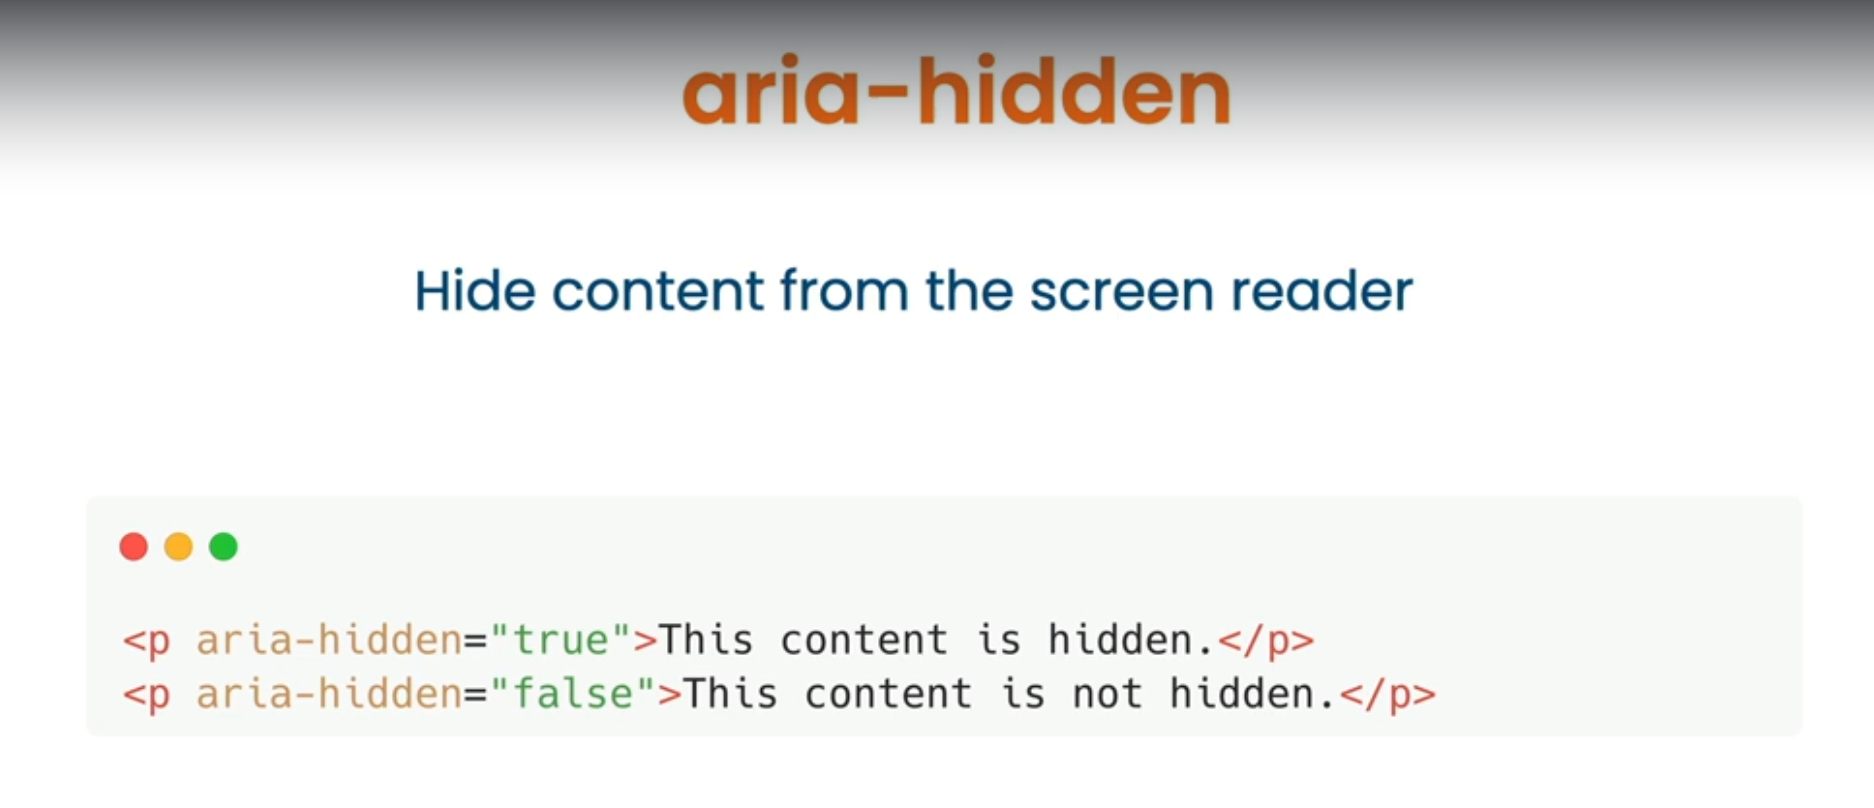 aria-hidden
Hide content from the screen reader
<p aria-hidden="true">This content is hidden.</p>
<p aria-hidden="false">This content is not hidden.</p>